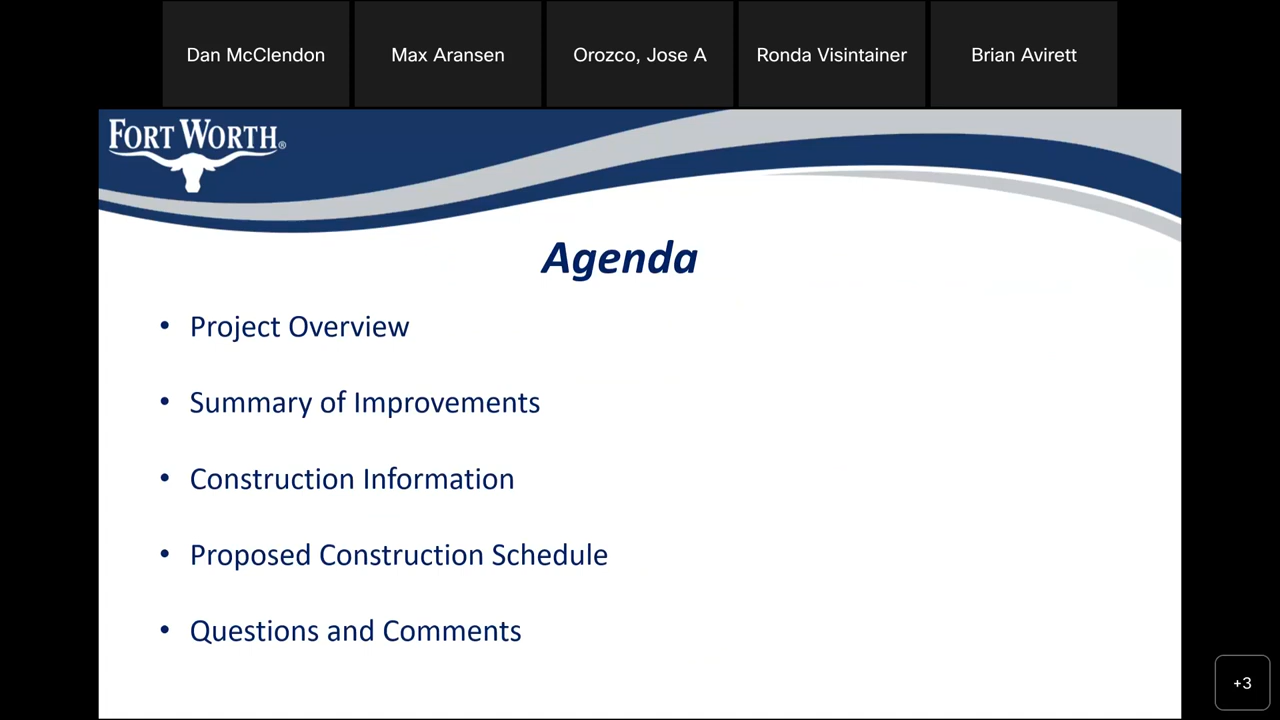 Dan McClendon
Max Aransen
Orozco, Jose A
Ronda Visintainer
Brian Avirett
FORT WORTH®
Agenda
• Project Overview
• Summary of Improvements
• Construction Information
• Proposed Construction Schedule
• Questions and Comments
+3